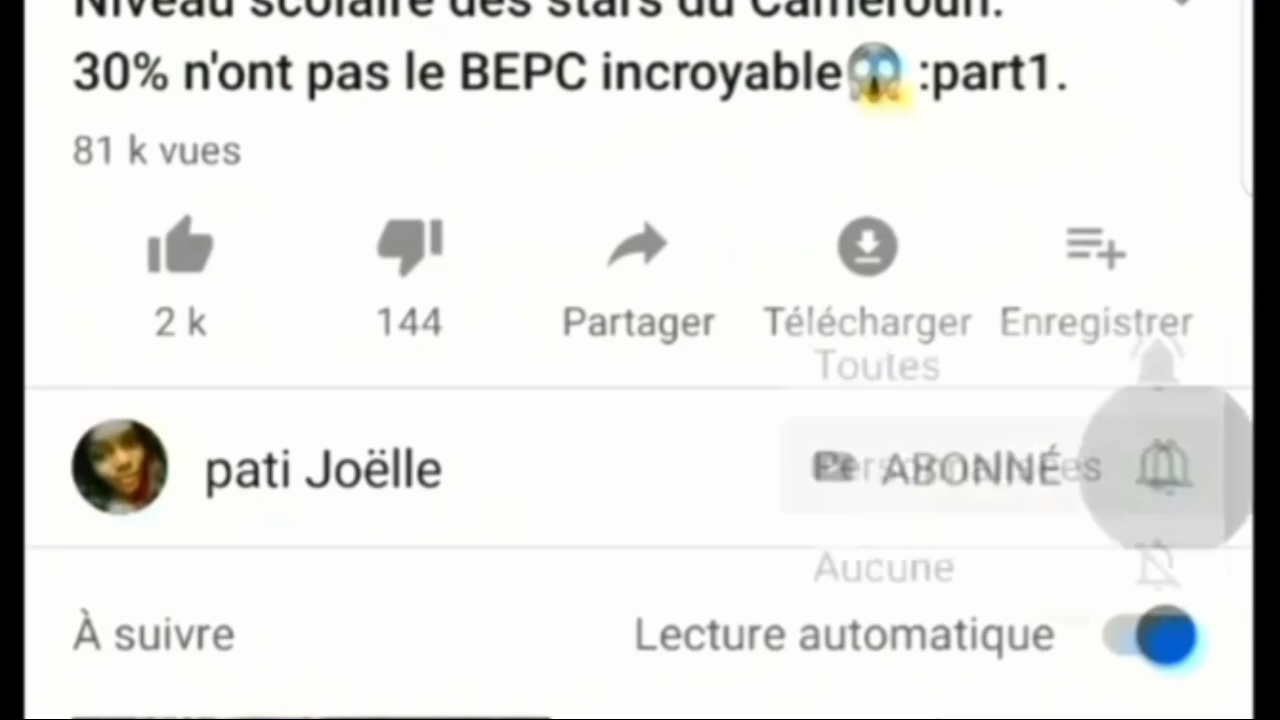 Niveau scolaire des stars du Cameroun.
30% n'ont pas le BEPC incroyable😱 :part1.
81 k vues
2 k 144 Partager Télécharger Enregistrer
Toutes
pati Joëlle ABONNÉ
Personnalisées
Aucune
À suivre Lecture automatique